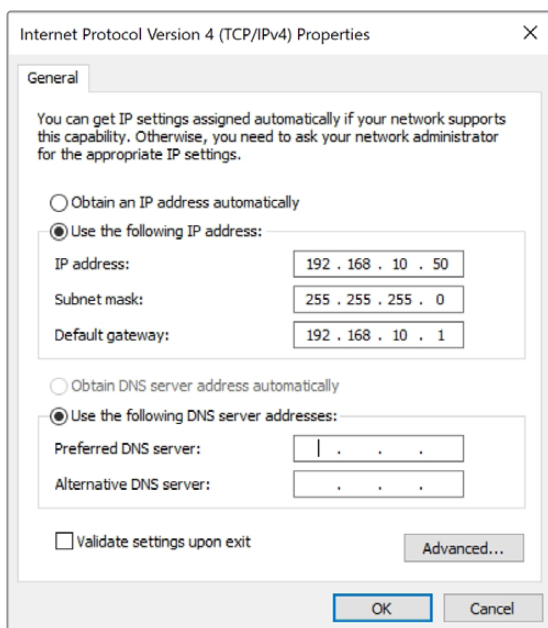 Internet Protocol Version 4 (TCP/IPv4) Properties
General
You can get IP settings assigned automatically if your network supports
this capability. Otherwise, you need to ask your network administrator
for the appropriate IP settings.
Obtain an IP address automatically
Use the following IP address:
IP address: 192 . 168 . 10 . 50
Subnet mask: 255 . 255 . 255 . 0
Default gateway: 192 . 168 . 10 . 1
Obtain DNS server address automatically
Use the following DNS server addresses:
Preferred DNS server: . . .
Alternative DNS server: . . .
Validate settings upon exit
Advanced...
OK Cancel